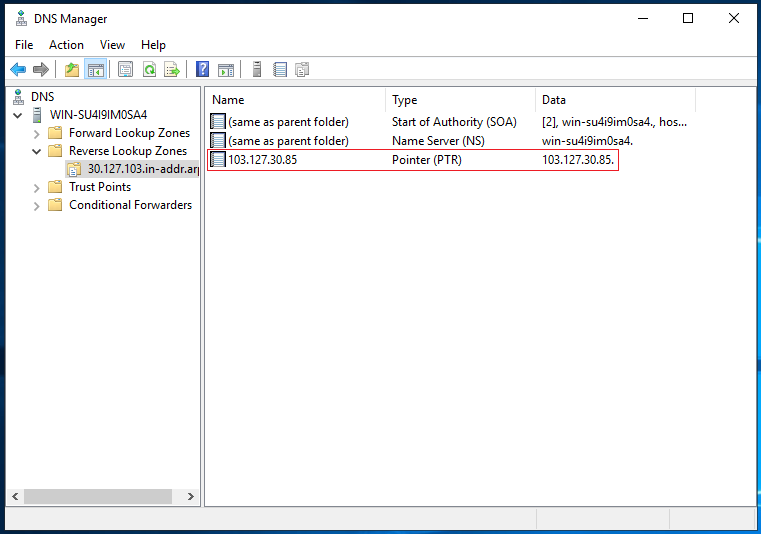 DNS Manager
File Action View Help
DNS
WIN-SU4I9IM0SA4
Forward Lookup Zones
Reverse Lookup Zones
30.127.103.in-addr.arp
Trust Points
Conditional Forwarders
Name Type Data
(same as parent folder) Start of Authority (SOA) [2], win-su4i9im0sa4., hos...
(same as parent folder) Name Server (NS) win-su4i9im0sa4.
103.127.30.85 Pointer (PTR) 103.127.30.85.